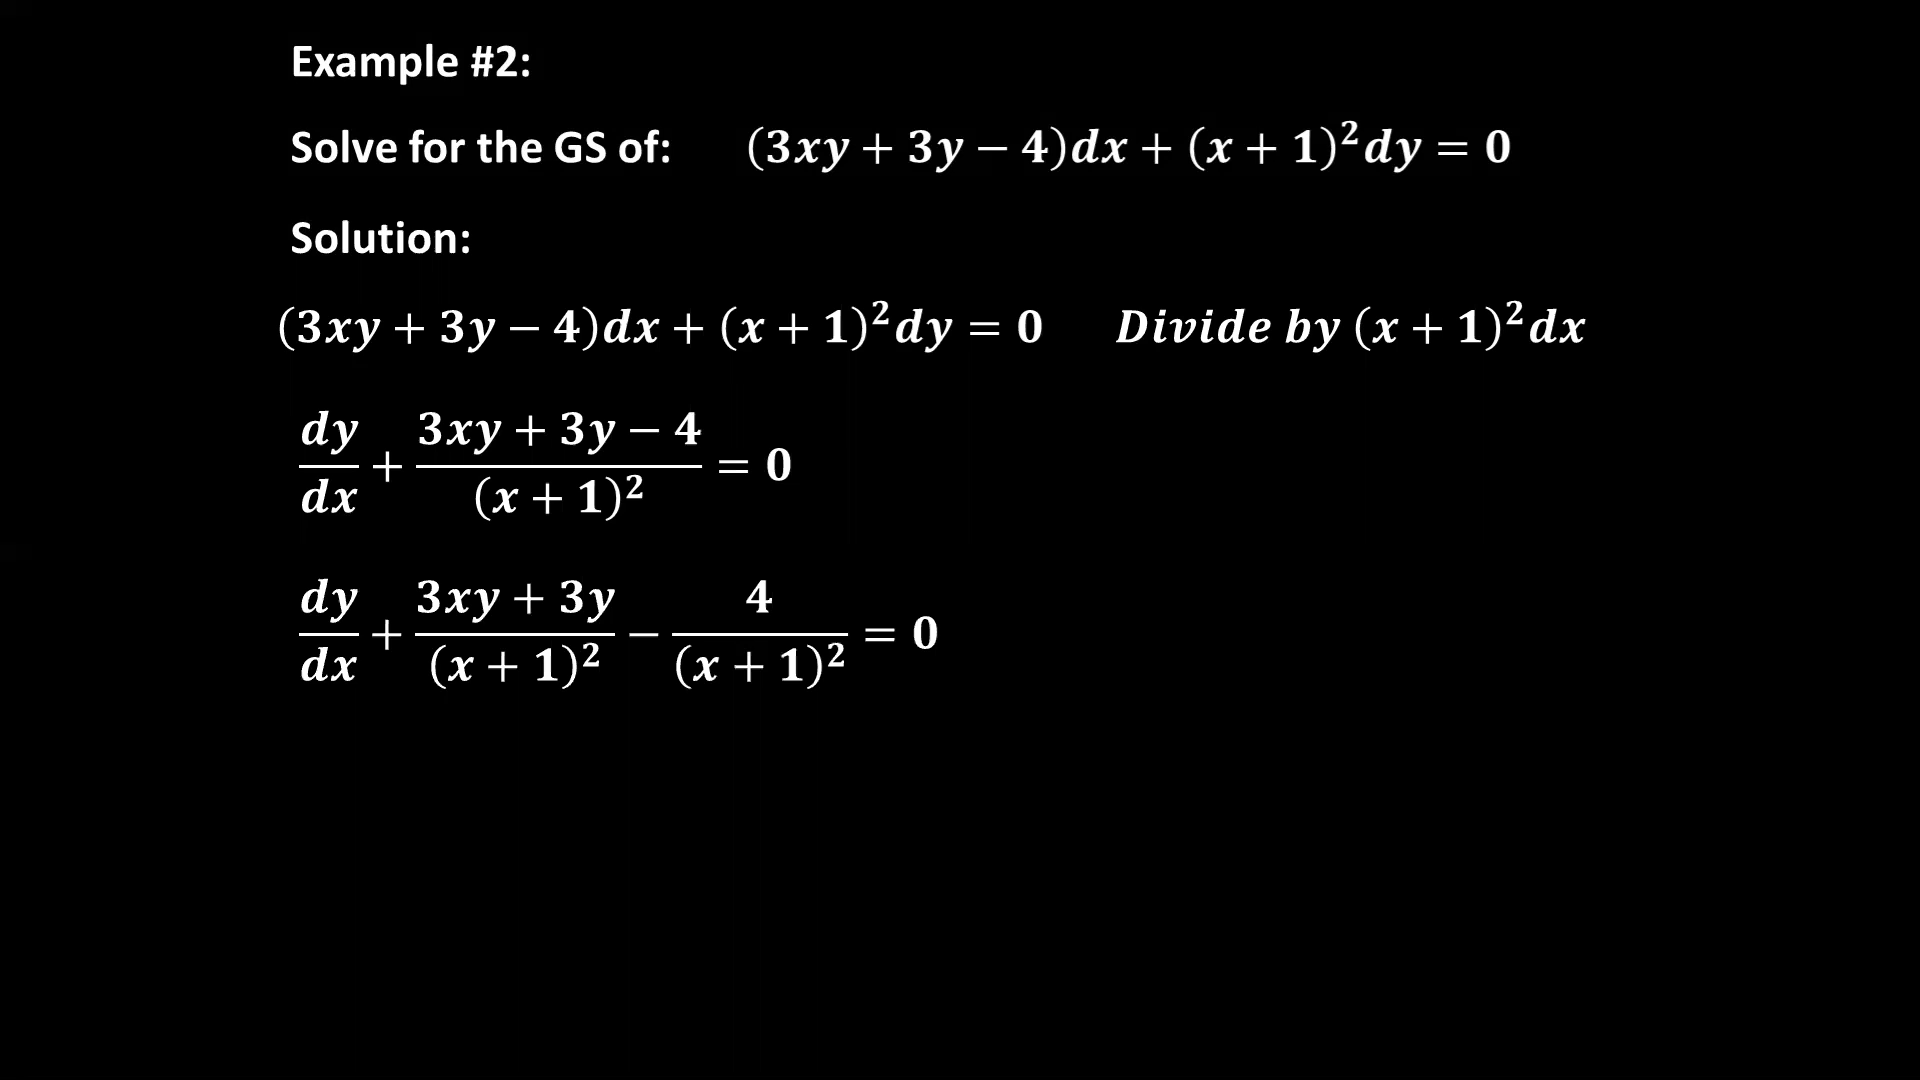 Example #2:
Solve for the GS of: (3xy + 3y − 4)dx + (x + 1)²dy = 0
Solution:
(3xy + 3y − 4)dx + (x + 1)²dy = 0 Divide by (x + 1)²dx
dy/dx + (3xy + 3y − 4)/(x + 1)² = 0
dy/dx + (3xy + 3y)/(x + 1)² − 4/(x + 1)² = 0